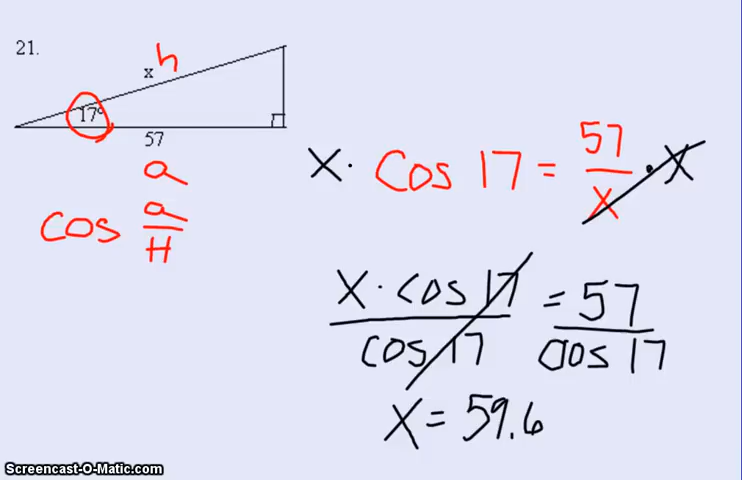 21.
x h
17°
57
a
cos a/H
X · Cos 17 = 57/X · X
X · cos 17 / cos 17 = 57 / cos 17
X = 59.6
Screencast-O-Matic.com